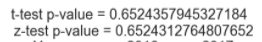 t-test p-value = 0.6524357945327184
z-test p-value = 0.6524312764807652